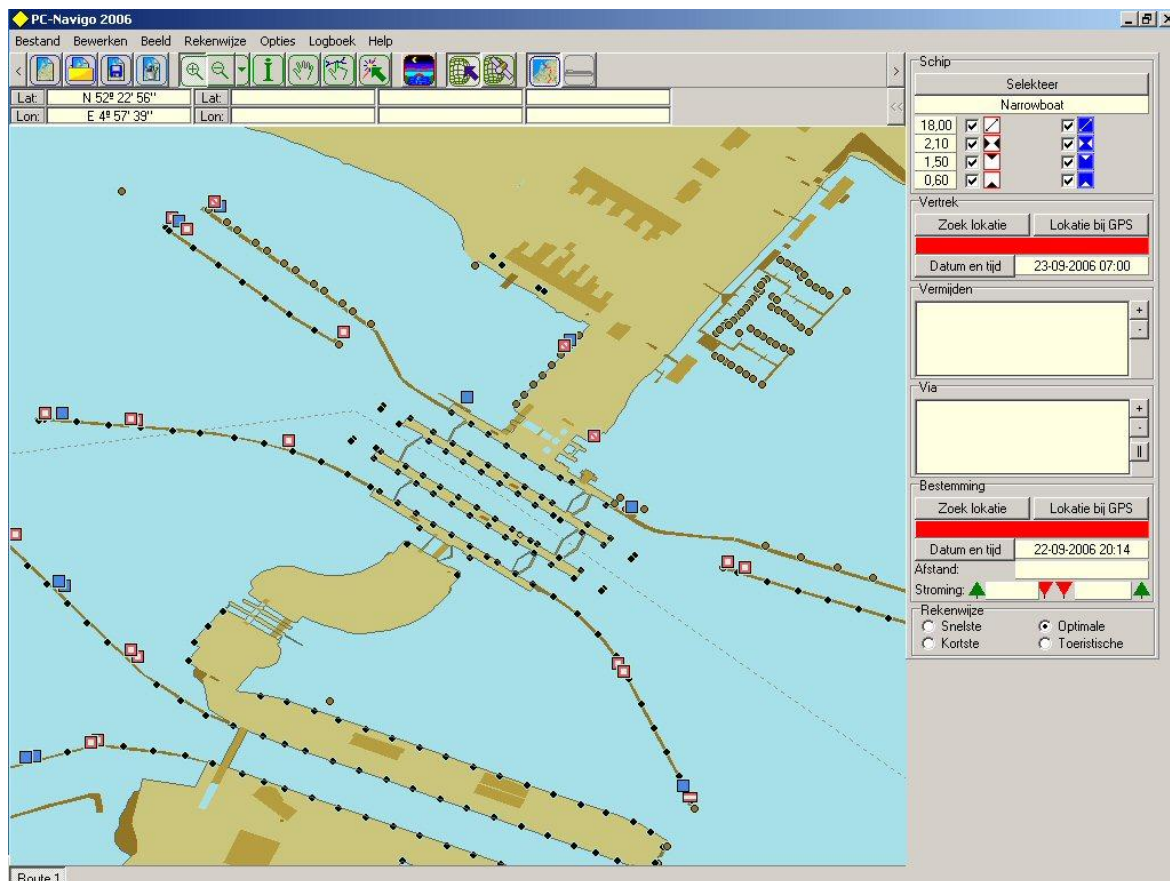 PC-Navigo 2006
Bestand Bewerken Beeld Rekenwijze Opties Logboek Help
Lat: N 52º 22' 56'' Lat:
Lon: E 4º 57' 39'' Lon:
Schip
Selekteer
Narrowboat
18,00
2,10
1,50
0,60
Vertrek
Zoek lokatie Lokatie bij GPS
Datum en tijd 23-09-2006 07:00
Vermijden
+
-
Via
+
-
||
Bestemming
Zoek lokatie Lokatie bij GPS
Datum en tijd 22-09-2006 20:14
Afstand:
Stroming:
Rekenwijze
Snelste Optimale
Kortste Toeristische
Route 1